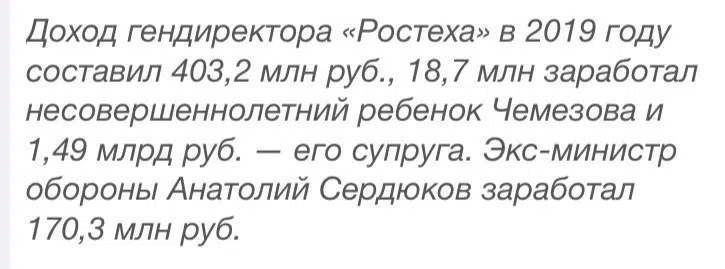 Доход гендиректора «Ростеха» в 2019 году
составил 403,2 млн руб., 18,7 млн заработал
несовершеннолетний ребенок Чемезова и
1,49 млрд руб. — его супруга. Экс-министр
обороны Анатолий Сердюков заработал
170,3 млн руб.